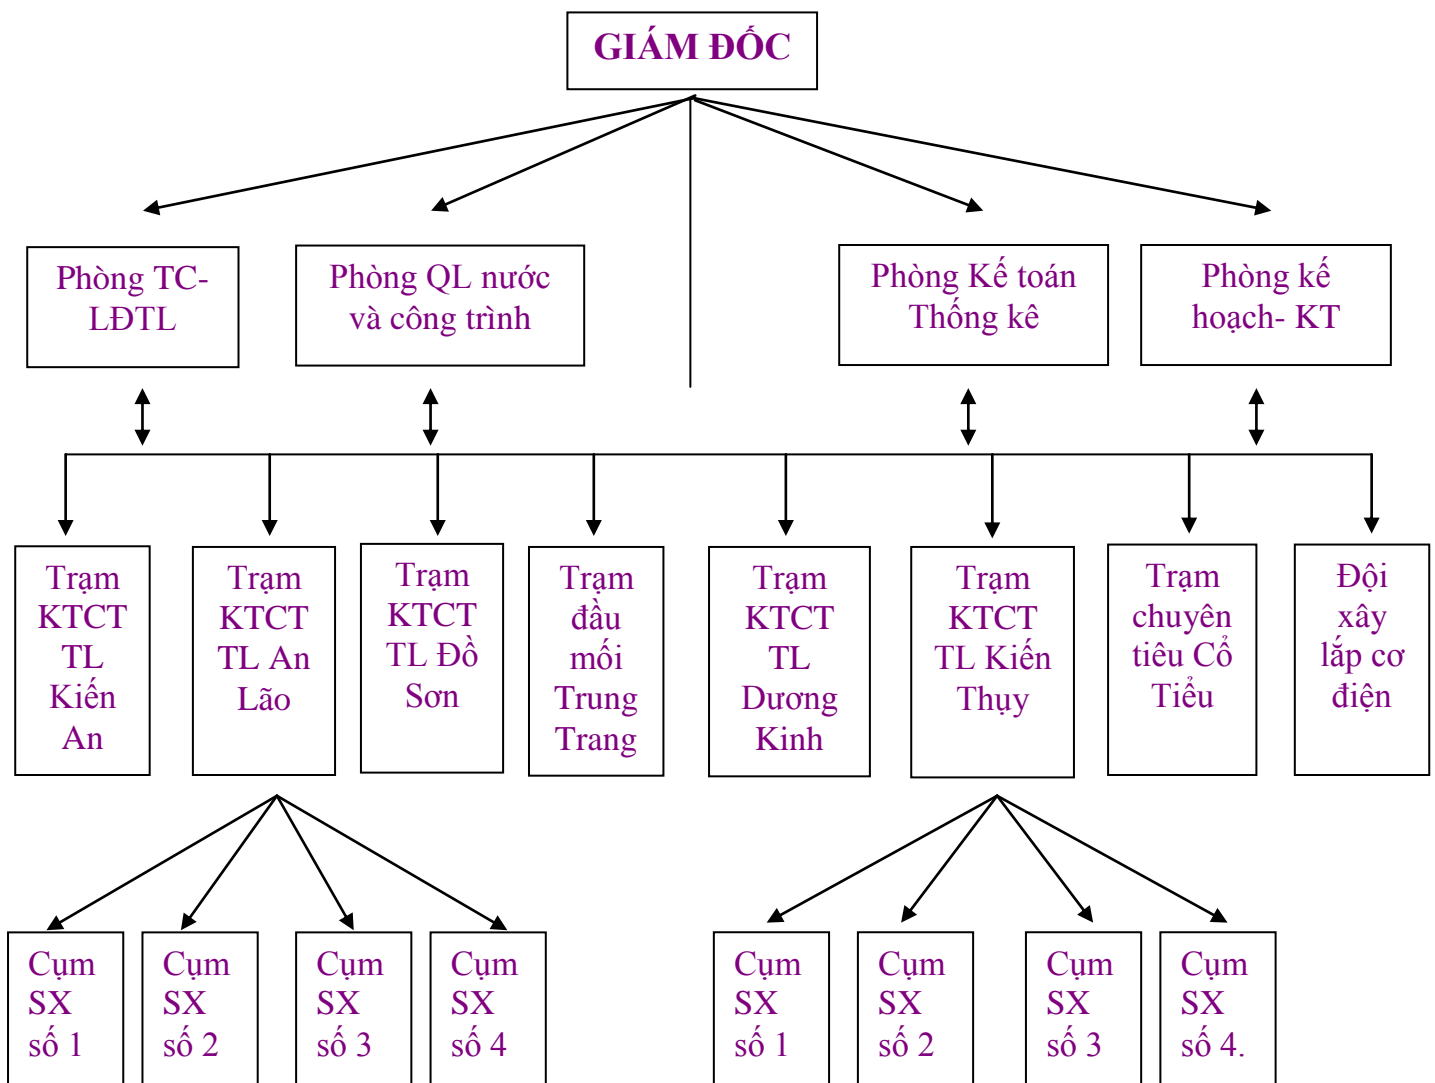 GIÁM ĐỐC
Phòng TC-
LĐTL
Phòng QL nước
và công trình
Phòng Kế toán
Thống kê
Phòng kế
hoạch- KT
Trạm
KTCT
TL
Kiến
An
Trạm
KTCT
TL An
Lão
Trạm
KTCT
TL Đồ
Sơn
Trạm
đầu
mối
Trung
Trang
Trạm
KTCT
TL
Dương
Kinh
Trạm
KTCT
TL Kiến
Thụy
Trạm
chuyên
tiêu Cổ
Tiểu
Đội
xây
lắp cơ
điện
Cụm
SX
số 1
Cụm
SX
số 2
Cụm
SX
số 3
Cụm
SX
số 4
Cụm
SX
số 1
Cụm
SX
số 2
Cụm
SX
số 3
Cụm
SX
số 4.